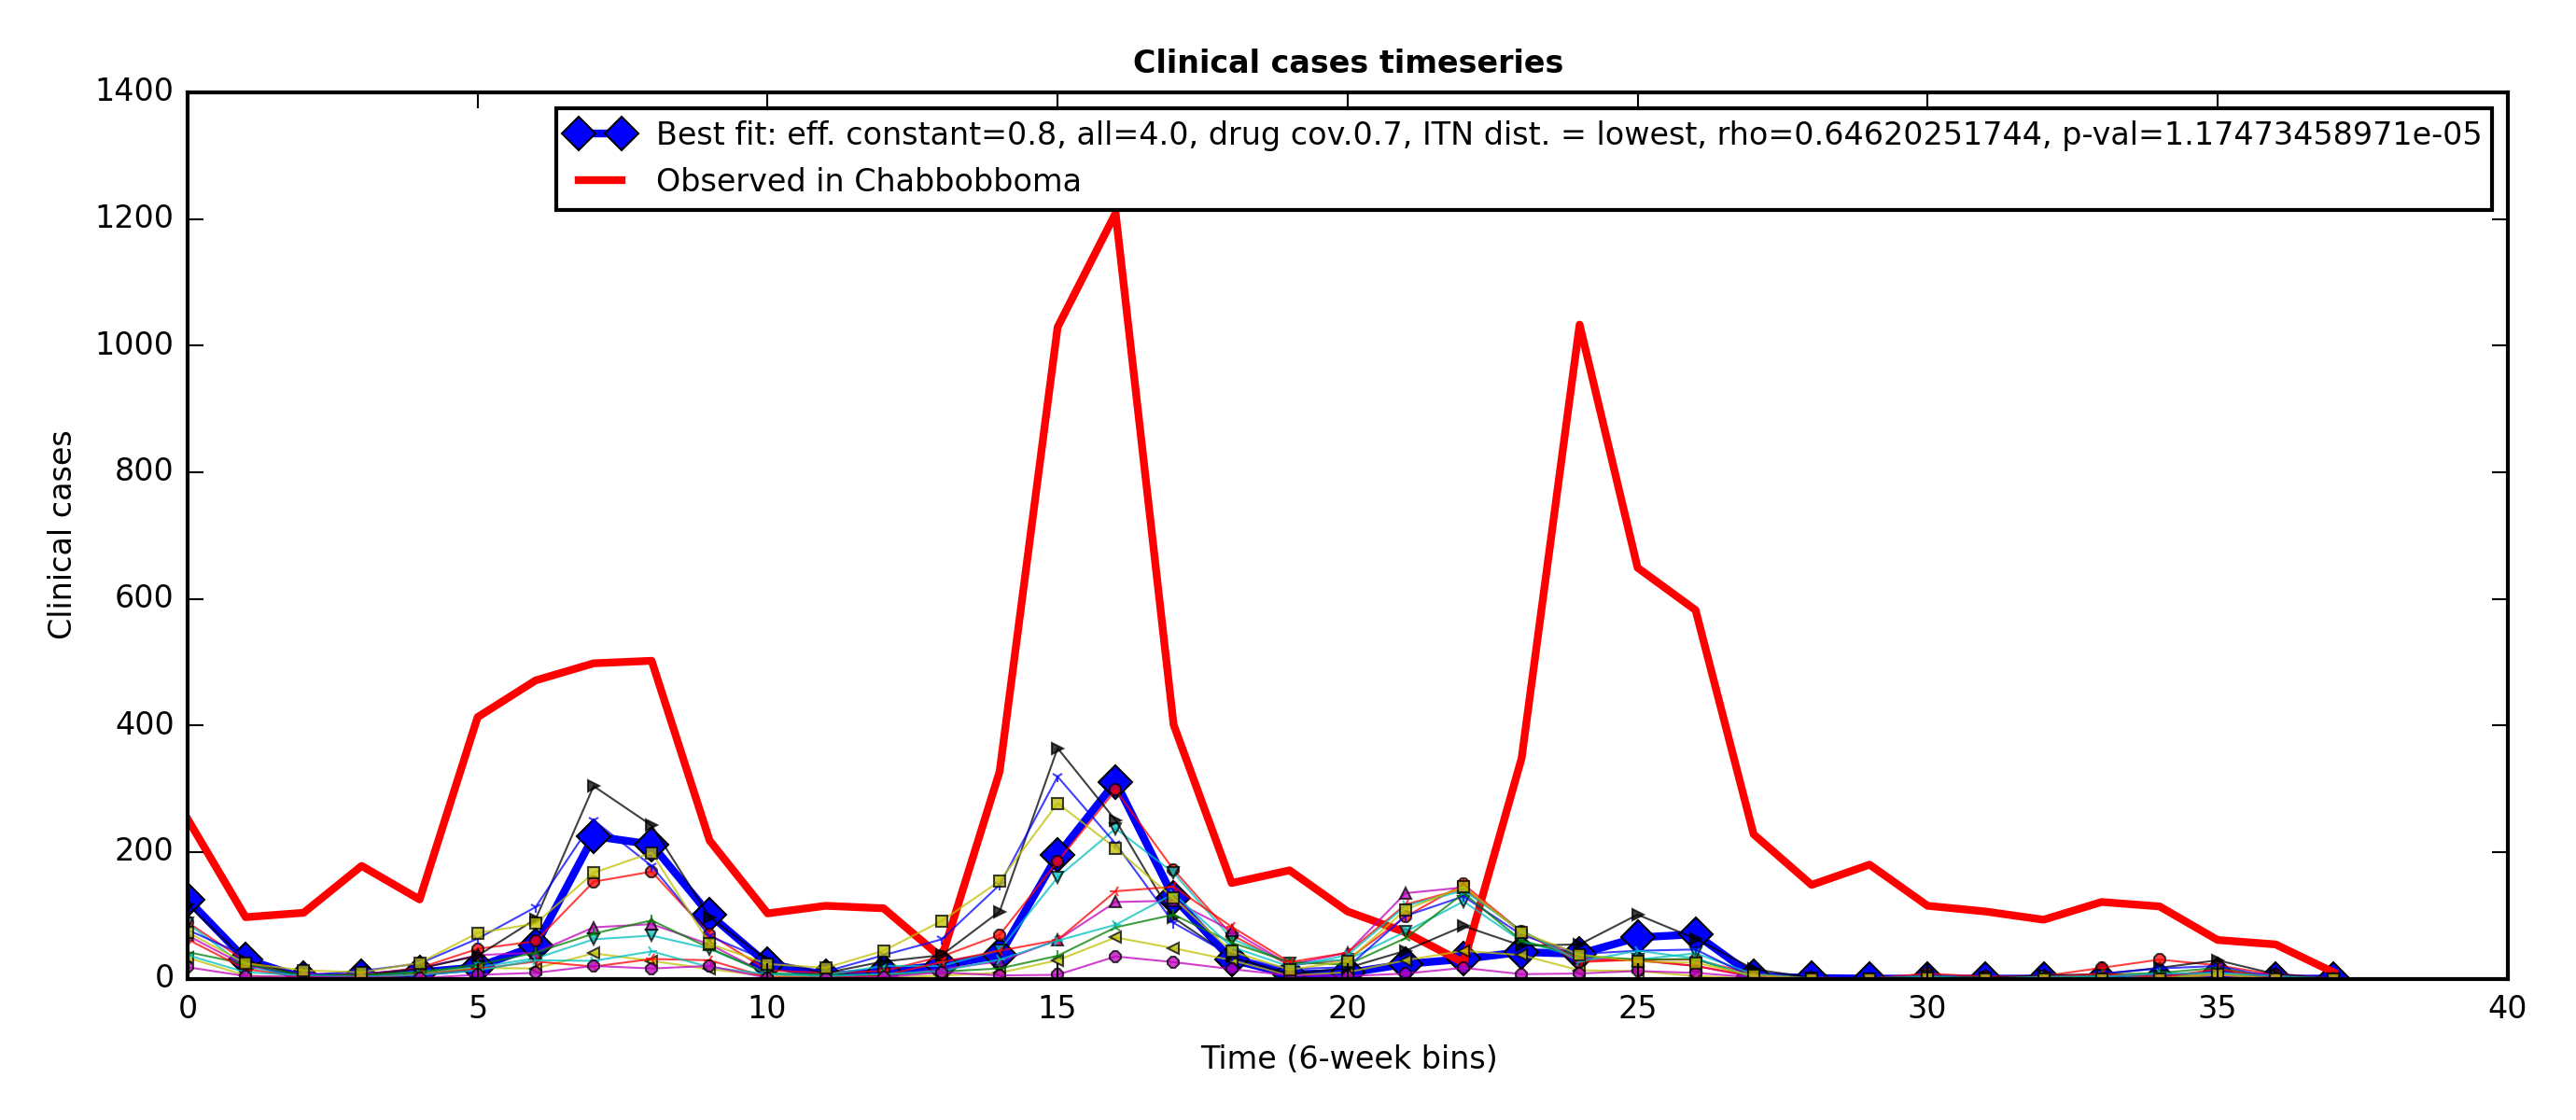 Clinical cases timeseries
1400
1200
1000
800
600
400
200
0
Clinical cases
Best fit: eff. constant=0.8, all=4.0, drug cov.0.7, ITN dist. = lowest, rho=0.64620251744, p-val=1.17473458971e-05
Observed in Chabbobboma
0 5 10 15 20 25 30 35 40
Time (6-week bins)